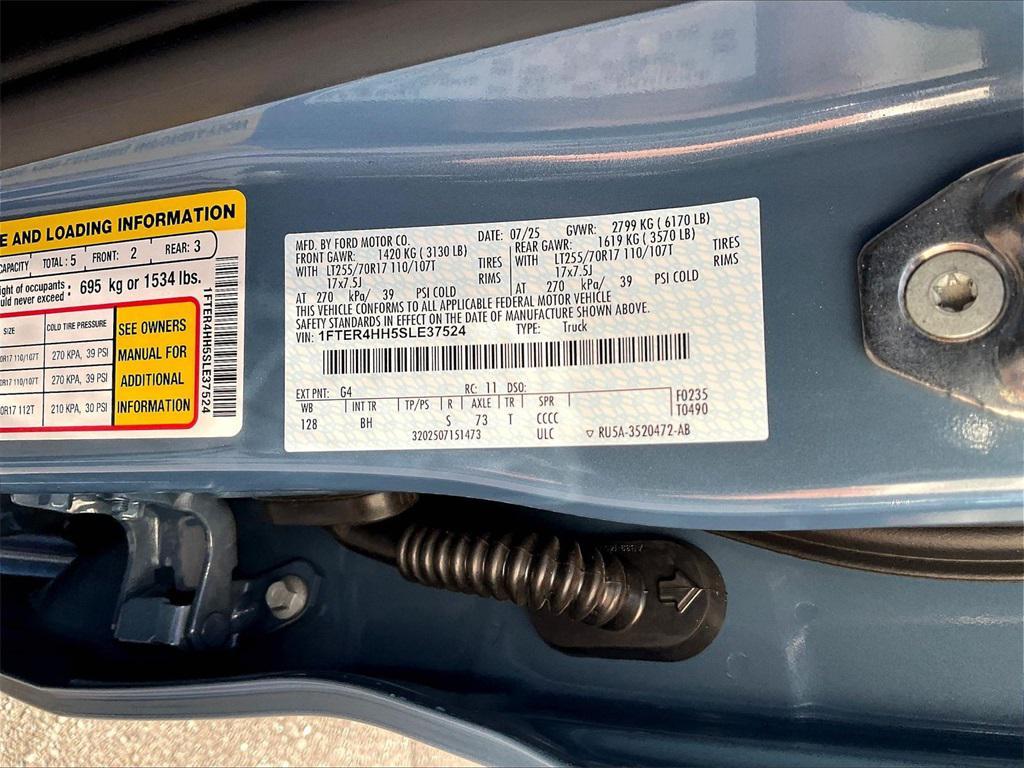 E AND LOADING INFORMATION
CAPACITY TOTAL: 5 FRONT: 2 REAR: 3
ght of occupants : 695 kg or 1534 lbs.
uld never exceed :
SIZE COLD TIRE PRESSURE
0R17 110/107T 270 KPA, 39 PSI
0R17 110/107T 270 KPA, 39 PSI
0R17 112T 210 KPA, 30 PSI
SEE OWNERS
MANUAL FOR
ADDITIONAL
INFORMATION
1FTER4HH5SLE37524
MFD. BY FORD MOTOR CO. DATE: 07/25 GVWR: 2799 KG ( 6170 LB)
FRONT GAWR: 1420 KG ( 3130 LB) REAR GAWR: 1619 KG ( 3570 LB)
WITH LT255/70R17 110/107T TIRES WITH LT255/70R17 110/107T TIRES
17x7.5J RIMS 17x7.5J RIMS
AT 270 kPa/ 39 PSI COLD AT 270 kPa/ 39 PSI COLD
THIS VEHICLE CONFORMS TO ALL APPLICABLE FEDERAL MOTOR VEHICLE
SAFETY STANDARDS IN EFFECT ON THE DATE OF MANUFACTURE SHOWN ABOVE.
VIN: 1FTER4HH5SLE37524 TYPE: Truck
EXT PNT: G4 RC: 11 DSO:
WB INT TR TP/PS R AXLE TR SPR F0235
128 BH S 73 T CCCC T0490
3202507151473 ULC ▽ RU5A-3520472-AB